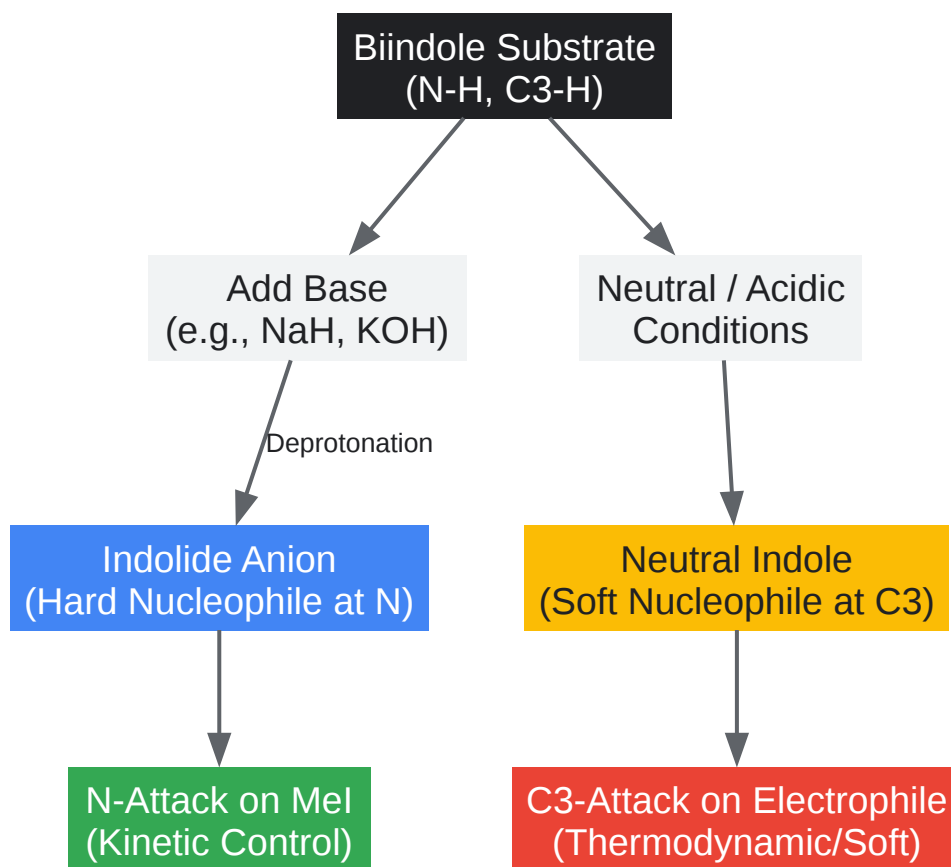 Biindole Substrate
(N-H, C3-H)
Add Base
(e.g., NaH, KOH)
Neutral / Acidic
Conditions
Deprotonation
Indolide Anion
(Hard Nucleophile at N)
Neutral Indole
(Soft Nucleophile at C3)
N-Attack on MeI
(Kinetic Control)
C3-Attack on Electrophile
(Thermodynamic/Soft)